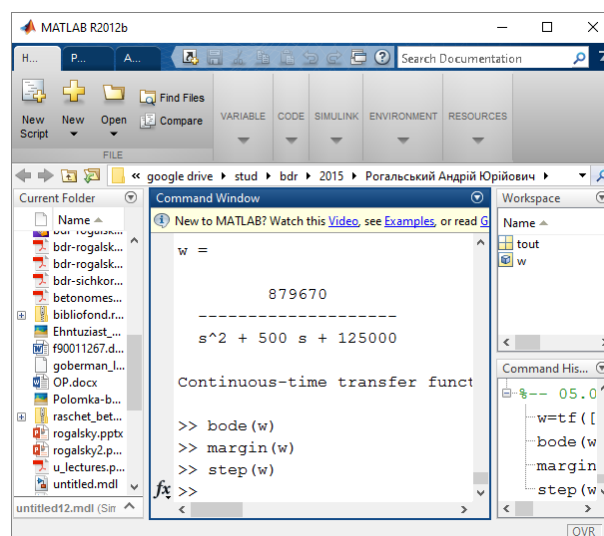 MATLAB R2012b
H... P... A... Search Documentation
New Script New Open Find Files Compare
VARIABLE CODE SIMULINK ENVIRONMENT RESOURCES
FILE
« google drive ▸ stud ▸ bdr ▸ 2015 ▸ Рогальський Андрій Юрійович ▸
Current Folder
Name
bdr-rogalsk...
bdr-rogalsk...
bdr-rogalsk...
bdr-sichkor...
betonomes...
bibliofond.r...
Ehntuziast_...
f90011267.d...
goberman_l...
OP.docx
Polomka-b...
raschet_bet...
rogalsky.pptx
rogalsky2.p...
u_lectures.p...
untitled.mdl
untitled12.mdl (Sim
Command Window
New to MATLAB? Watch this Video, see Examples, or read G
w =
879670
--------------------
s^2 + 500 s + 125000
Continuous-time transfer funct
>> bode(w)
>> margin(w)
>> step(w)
fx >>
Workspace
Name
tout
w
Command His...
%-- 05.0
w=tf([
bode(w
margin
step(w
OVR